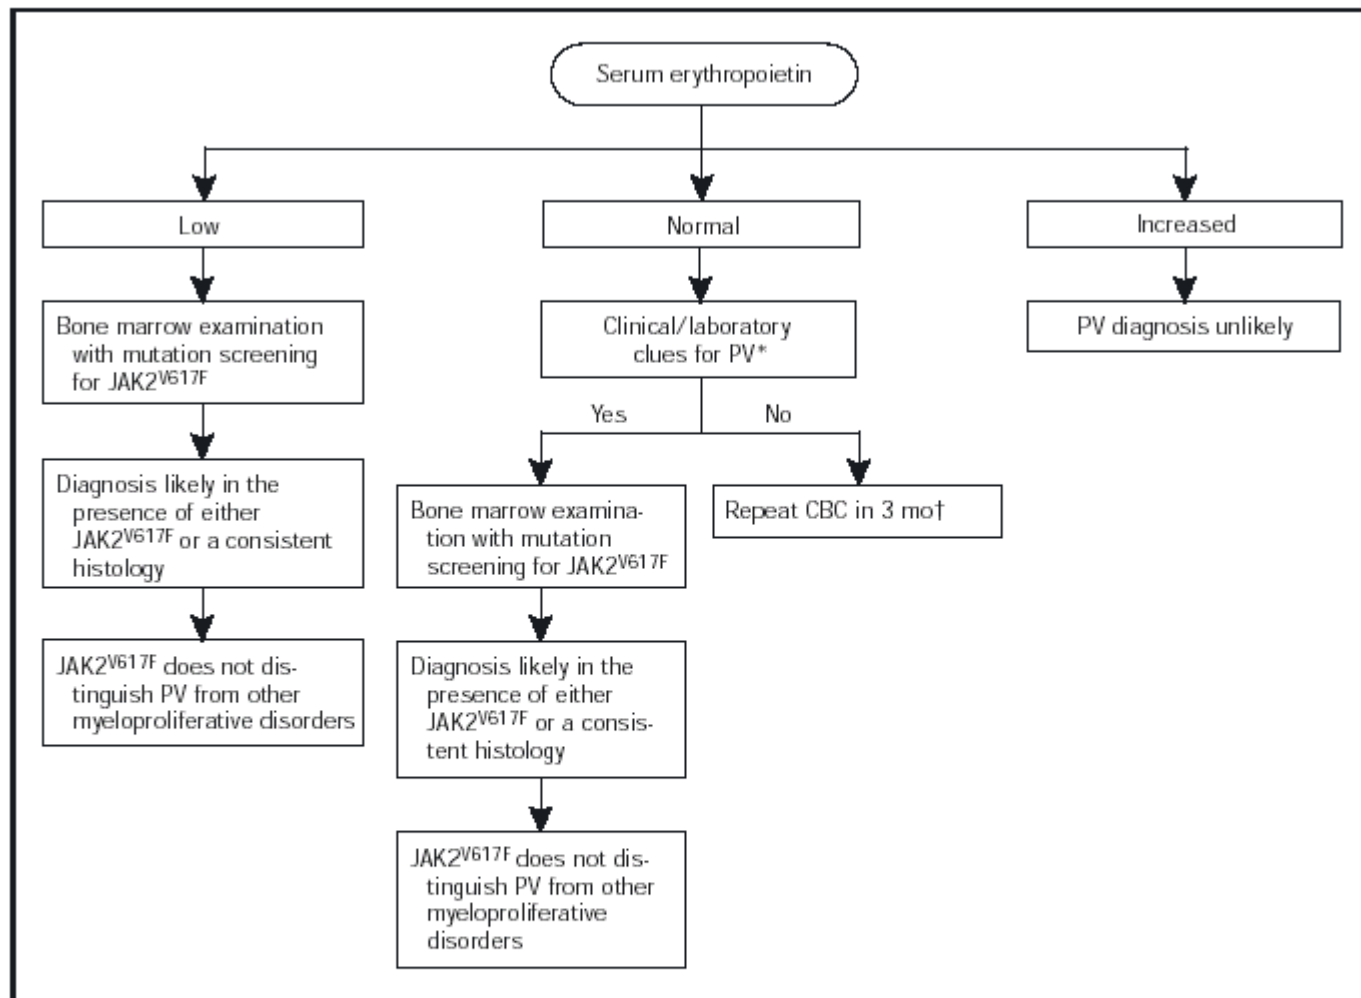 Serum erythropoietin
Low
Normal
Increased
Bone marrow examination
with mutation screening
for JAK2V617F
Clinical/laboratory
clues for PV*
PV diagnosis unlikely
Yes
No
Diagnosis likely in the
presence of either
JAK2V617F or a consistent
histology
Bone marrow examina-
tion with mutation
screening for JAK2V617F
Repeat CBC in 3 mo†
JAK2V617F does not dis-
tinguish PV from other
myeloproliferative disorders
Diagnosis likely in the
presence of either
JAK2V617F or a consis-
tent histology
JAK2V617F does not dis-
tinguish PV from other
myeloproliferative
disorders